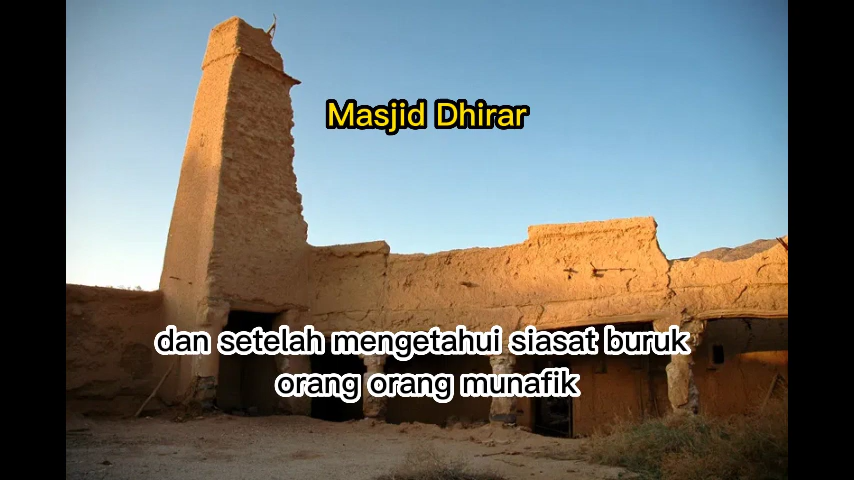 Masjid Dhirar
dan setelah mengetahui siasat buruk
orang orang munafik